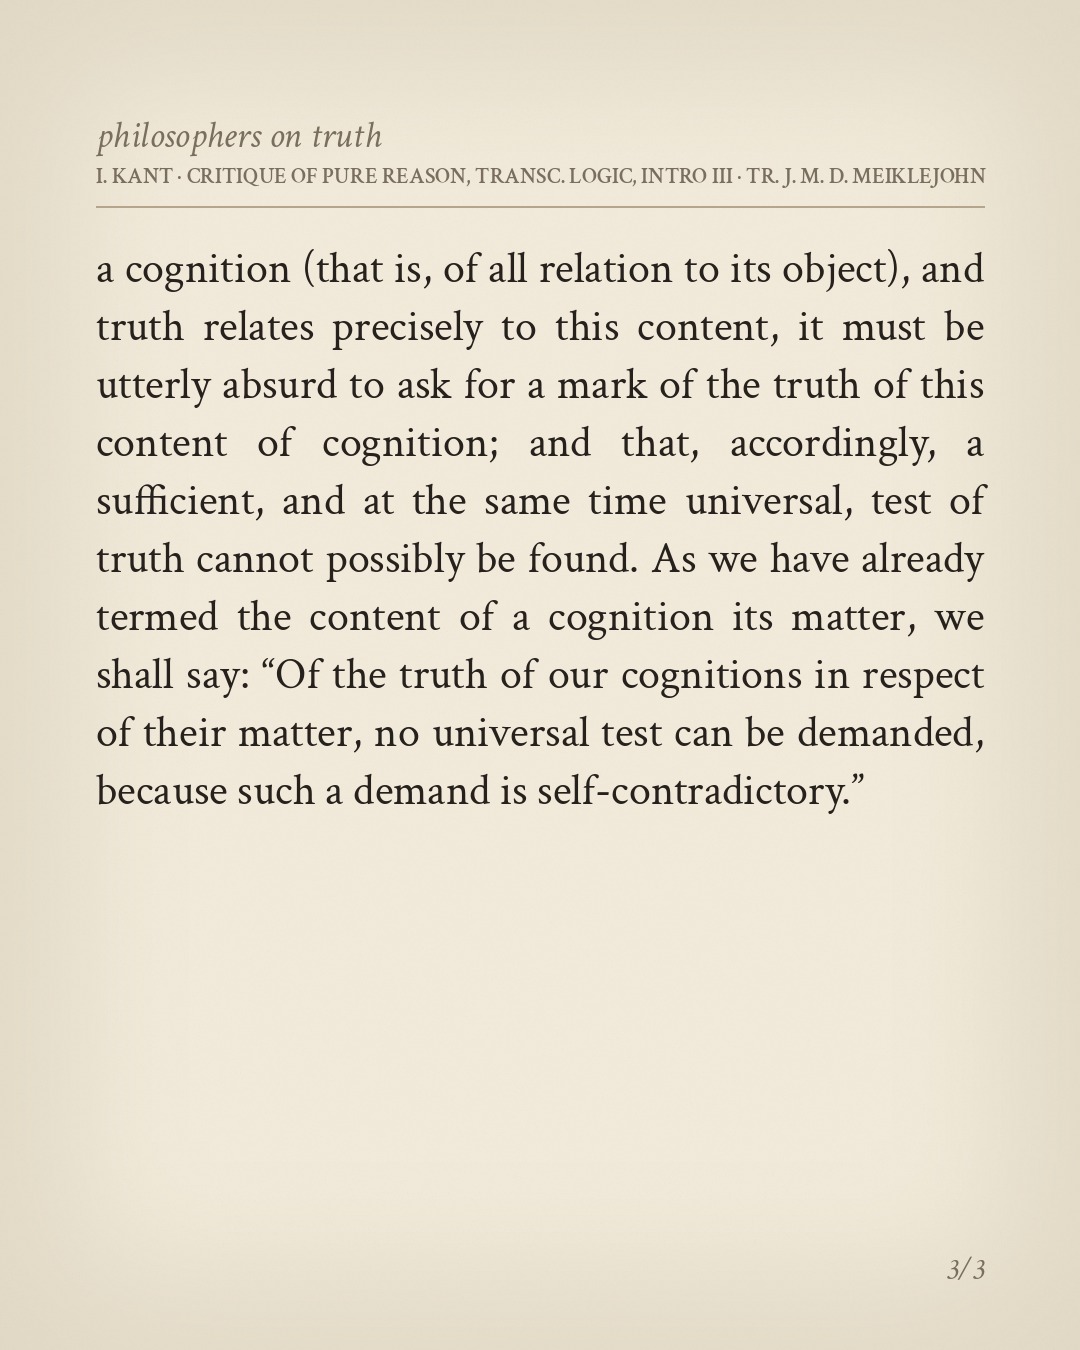 philosophers on truth
I. KANT · CRITIQUE OF PURE REASON, TRANSC. LOGIC, INTRO III · TR. J. M. D. MEIKLEJOHN
a cognition (that is, of all relation to its object), and
truth relates precisely to this content, it must be
utterly absurd to ask for a mark of the truth of this
content of cognition; and that, accordingly, a
sufficient, and at the same time universal, test of
truth cannot possibly be found. As we have already
termed the content of a cognition its matter, we
shall say: “Of the truth of our cognitions in respect
of their matter, no universal test can be demanded,
because such a demand is self-contradictory.”
3/3